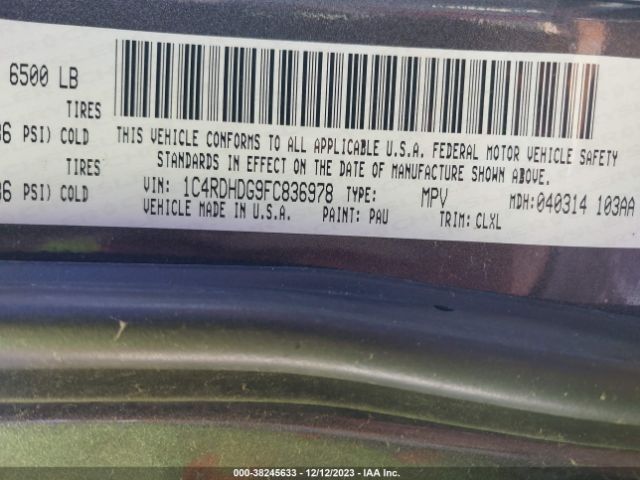 6500 LB
TIRES
36 PSI) COLD
TIRES
36 PSI) COLD
THIS VEHICLE CONFORMS TO ALL APPLICABLE U.S.A. FEDERAL MOTOR VEHICLE SAFETY
STANDARDS IN EFFECT ON THE DATE OF MANUFACTURE SHOWN ABOVE.
VIN: 1C4RDHDG9FC836978 TYPE: MPV MDH:040314 103AA
VEHICLE MADE IN U.S.A. PAINT: PAU TRIM: CLXL
000-38245633 - 12/12/2023 - IAA Inc.